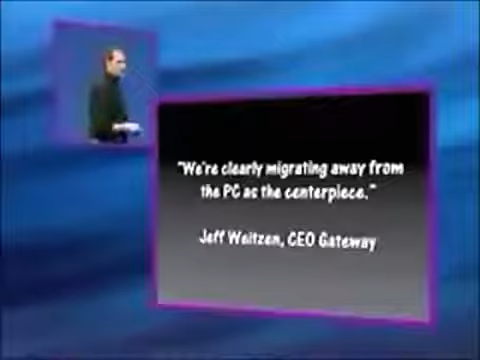 "We're clearly migrating away from
the PC as the centerpiece."
Jeff Weitzen, CEO Gateway